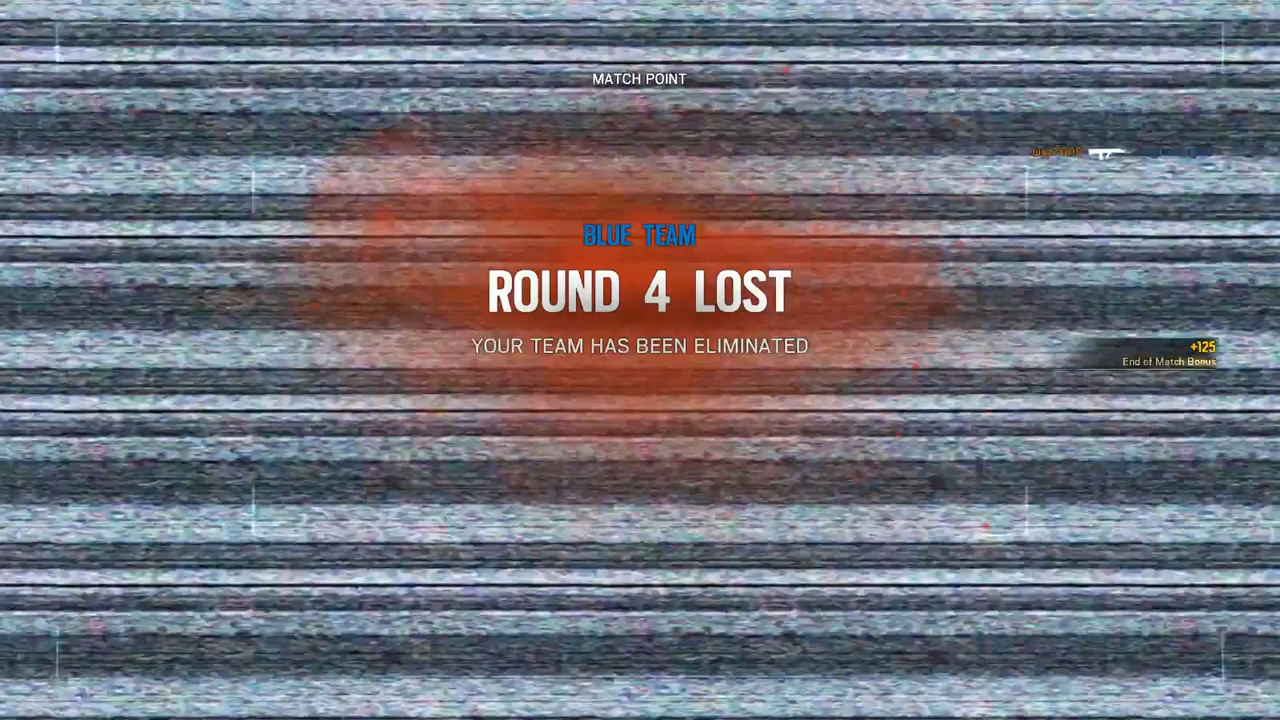 MATCH POINT
BLUE TEAM
ROUND 4 LOST
YOUR TEAM HAS BEEN ELIMINATED
+125
End of Match Bonus